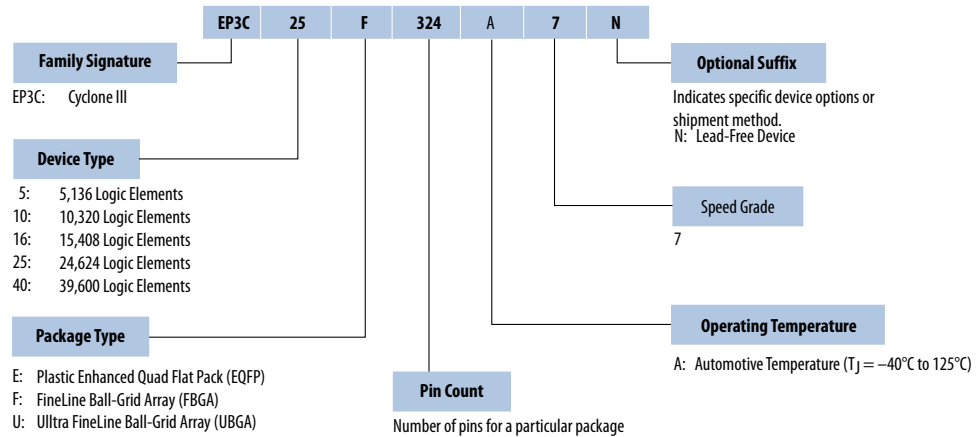 EP3C 25 F 324 A 7 N
Family Signature
EP3C: Cyclone III
Device Type
5: 5,136 Logic Elements
10: 10,320 Logic Elements
16: 15,408 Logic Elements
25: 24,624 Logic Elements
40: 39,600 Logic Elements
Package Type
E: Plastic Enhanced Quad Flat Pack (EQFP)
F: FineLine Ball-Grid Array (FBGA)
U: Ulltra FineLine Ball-Grid Array (UBGA)
Pin Count
Number of pins for a particular package
Optional Suffix
Indicates specific device options or
shipment method.
N: Lead-Free Device
Speed Grade
7
Operating Temperature
A: Automotive Temperature (TJ = –40°C to 125°C)